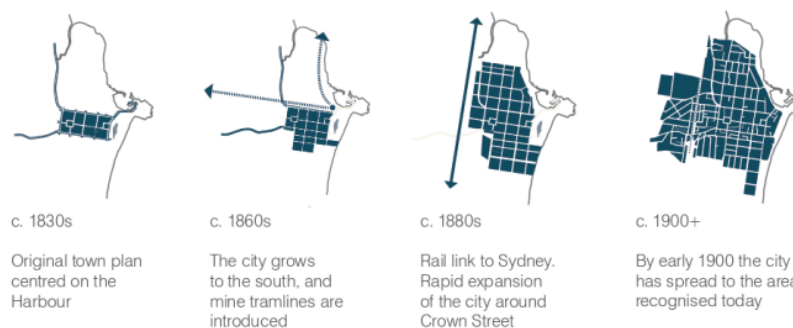 c. 1830s
Original town plan
centred on the
Harbour
c. 1860s
The city grows
to the south, and
mine tramlines are
introduced
c. 1880s
Rail link to Sydney.
Rapid expansion
of the city around
Crown Street
c. 1900+
By early 1900 the city
has spread to the area
recognised today